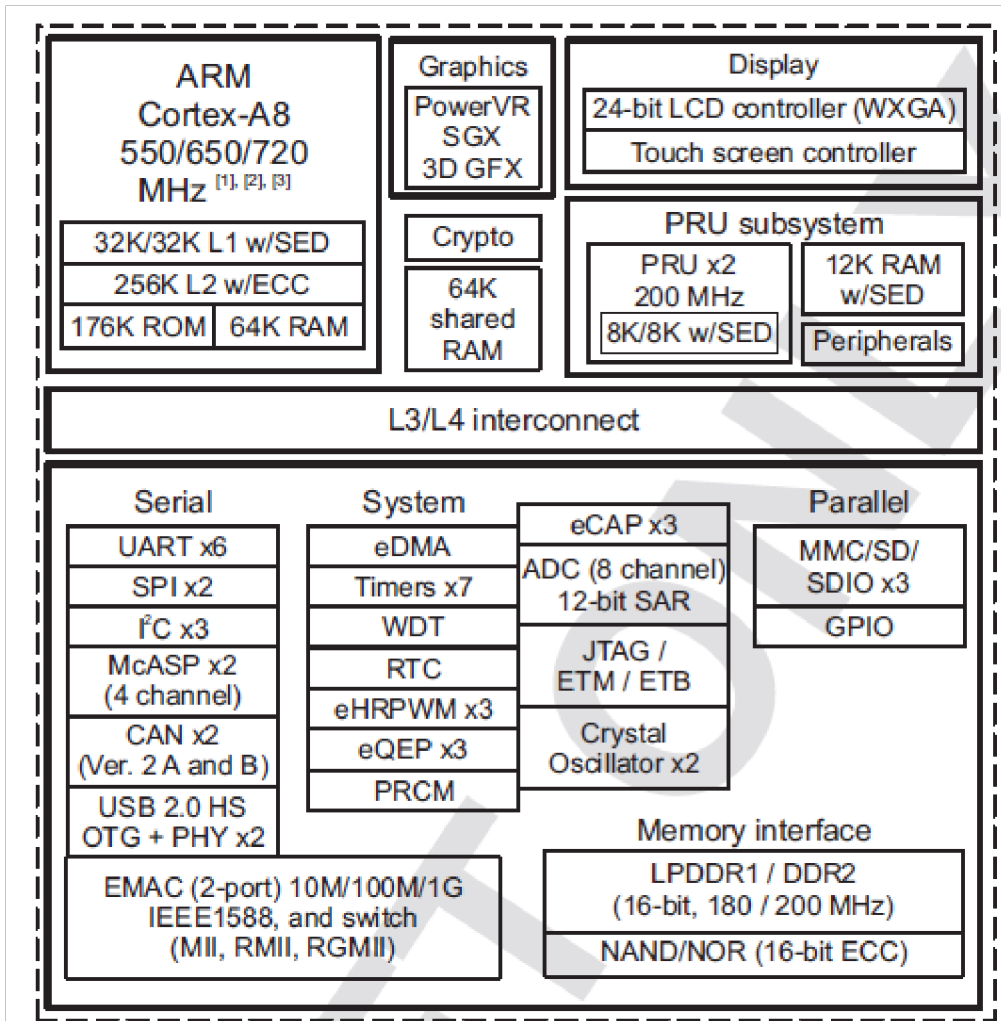 ARM
Cortex-A8
550/650/720
MHz [1], [2], [3]
32K/32K L1 w/SED
256K L2 w/ECC
176K ROM
64K RAM
Graphics
PowerVR
SGX
3D GFX
Crypto
64K
shared
RAM
Display
24-bit LCD controller (WXGA)
Touch screen controller
PRU subsystem
PRU x2
200 MHz
8K/8K w/SED
12K RAM
w/SED
Peripherals
L3/L4 interconnect
Serial
UART x6
SPI x2
I²C x3
McASP x2
(4 channel)
CAN x2
(Ver. 2 A and B)
USB 2.0 HS
OTG + PHY x2
EMAC (2-port) 10M/100M/1G
IEEE1588, and switch
(MII, RMII, RGMII)
System
eDMA
Timers x7
WDT
RTC
eHRPWM x3
eQEP x3
PRCM
eCAP x3
ADC (8 channel)
12-bit SAR
JTAG /
ETM / ETB
Crystal
Oscillator x2
Parallel
MMC/SD/
SDIO x3
GPIO
Memory interface
LPDDR1 / DDR2
(16-bit, 180 / 200 MHz)
NAND/NOR (16-bit ECC)